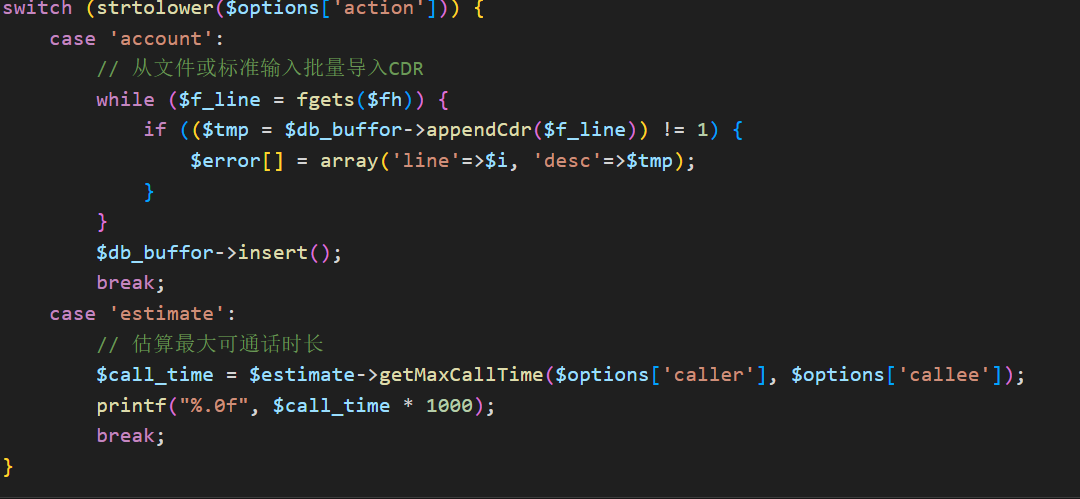 switch (strtolower($options['action'])) {
    case 'account':
        // 从文件或标准输入批量导入CDR
        while ($f_line = fgets($fh)) {
            if (($tmp = $db_buffor->appendCdr($f_line)) != 1) {
                $error[] = array('line'=>$i, 'desc'=>$tmp);
            }
        }
        $db_buffor->insert();
        break;
    case 'estimate':
        // 估算最大可通话时长
        $call_time = $estimate->getMaxCallTime($options['caller'], $options['callee']);
        printf("%.0f", $call_time * 1000);
        break;
}